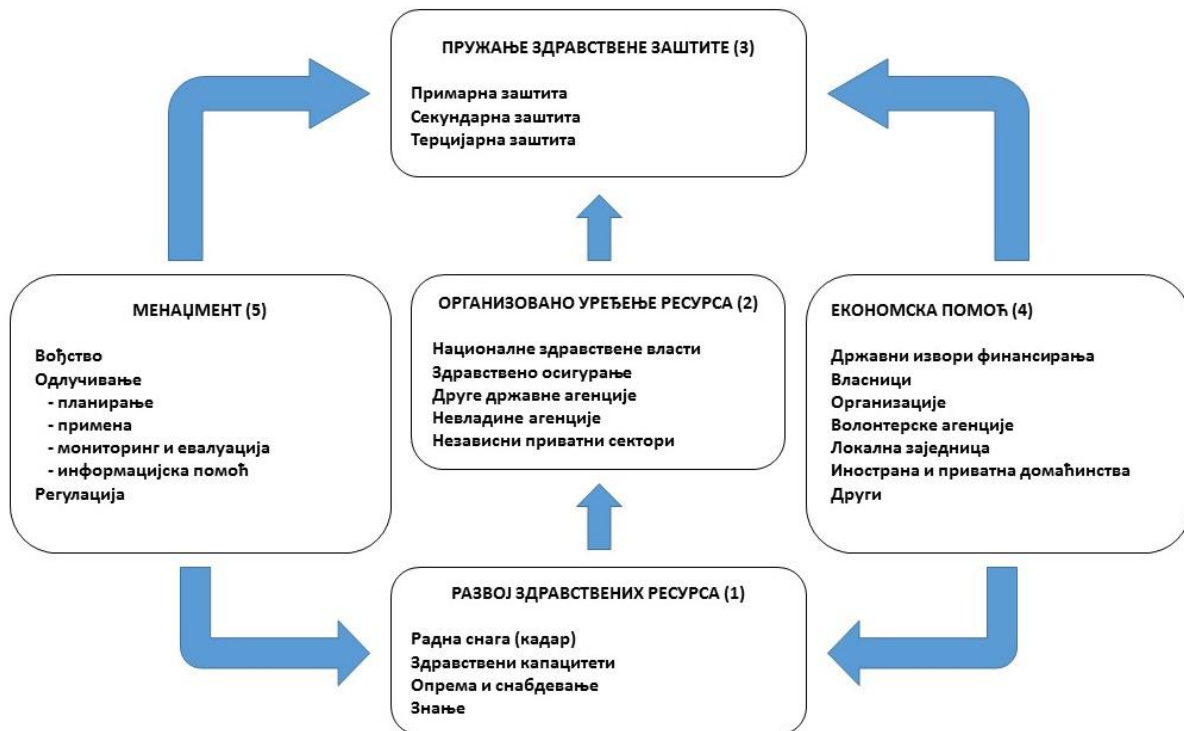 ПРУЖАЊЕ ЗДРАВСТВЕНЕ ЗАШТИТЕ (3)
Примарна заштита
Секундарна заштита
Терцијарна заштита
МЕНАЏМЕНТ (5)
Вођство
Одлучивање
- планирање
- примена
- мониторинг и евалуација
- информацијска помоћ
Регулација
ОРГАНИЗОВАНО УРЕЂЕЊЕ РЕСУРСА (2)
Националне здравствене власти
Здравствено осигурање
Друге државне агенције
Невладине агенције
Независни приватни сектори
ЕКОНОМСКА ПОМОЋ (4)
Државни извори финансирања
Власници
Организације
Волонтерске агенције
Локална заједница
Инострана и приватна домаћинства
Други
РАЗВОЈ ЗДРАВСТВЕНИХ РЕСУРСА (1)
Радна снага (кадар)
Здравствени капацитети
Опрема и снабдевање
Знање